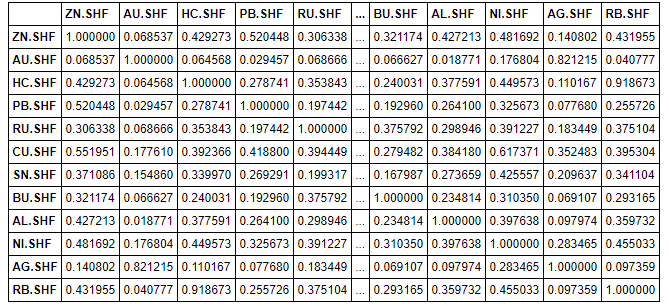 ZN.SHF AU.SHF HC.SHF PB.SHF RU.SHF ... BU.SHF AL.SHF NI.SHF AG.SHF RB.SHF
ZN.SHF 1.000000 0.068537 0.429273 0.520448 0.306338 ... 0.321174 0.427213 0.481692 0.140802 0.431955
AU.SHF 0.068537 1.000000 0.064568 0.029457 0.068666 ... 0.066627 0.018771 0.176804 0.821215 0.040777
HC.SHF 0.429273 0.064568 1.000000 0.278741 0.353843 ... 0.240031 0.377591 0.449573 0.110167 0.918673
PB.SHF 0.520448 0.029457 0.278741 1.000000 0.197442 ... 0.192960 0.264100 0.325673 0.077680 0.255726
RU.SHF 0.306338 0.068666 0.353843 0.197442 1.000000 ... 0.375792 0.298946 0.391227 0.183449 0.375104
CU.SHF 0.551951 0.177610 0.392366 0.418800 0.394449 ... 0.279482 0.384180 0.617371 0.352483 0.395304
SN.SHF 0.371086 0.154860 0.339970 0.269291 0.199317 ... 0.167987 0.273659 0.425557 0.209637 0.341104
BU.SHF 0.321174 0.066627 0.240031 0.192960 0.375792 ... 1.000000 0.234814 0.310350 0.069107 0.293165
AL.SHF 0.427213 0.018771 0.377591 0.264100 0.298946 ... 0.234814 1.000000 0.397638 0.097974 0.359732
NI.SHF 0.481692 0.176804 0.449573 0.325673 0.391227 ... 0.310350 0.397638 1.000000 0.283465 0.455033
AG.SHF 0.140802 0.821215 0.110167 0.077680 0.183449 ... 0.069107 0.097974 0.283465 1.000000 0.097359
RB.SHF 0.431955 0.040777 0.918673 0.255726 0.375104 ... 0.293165 0.359732 0.455033 0.097359 1.000000